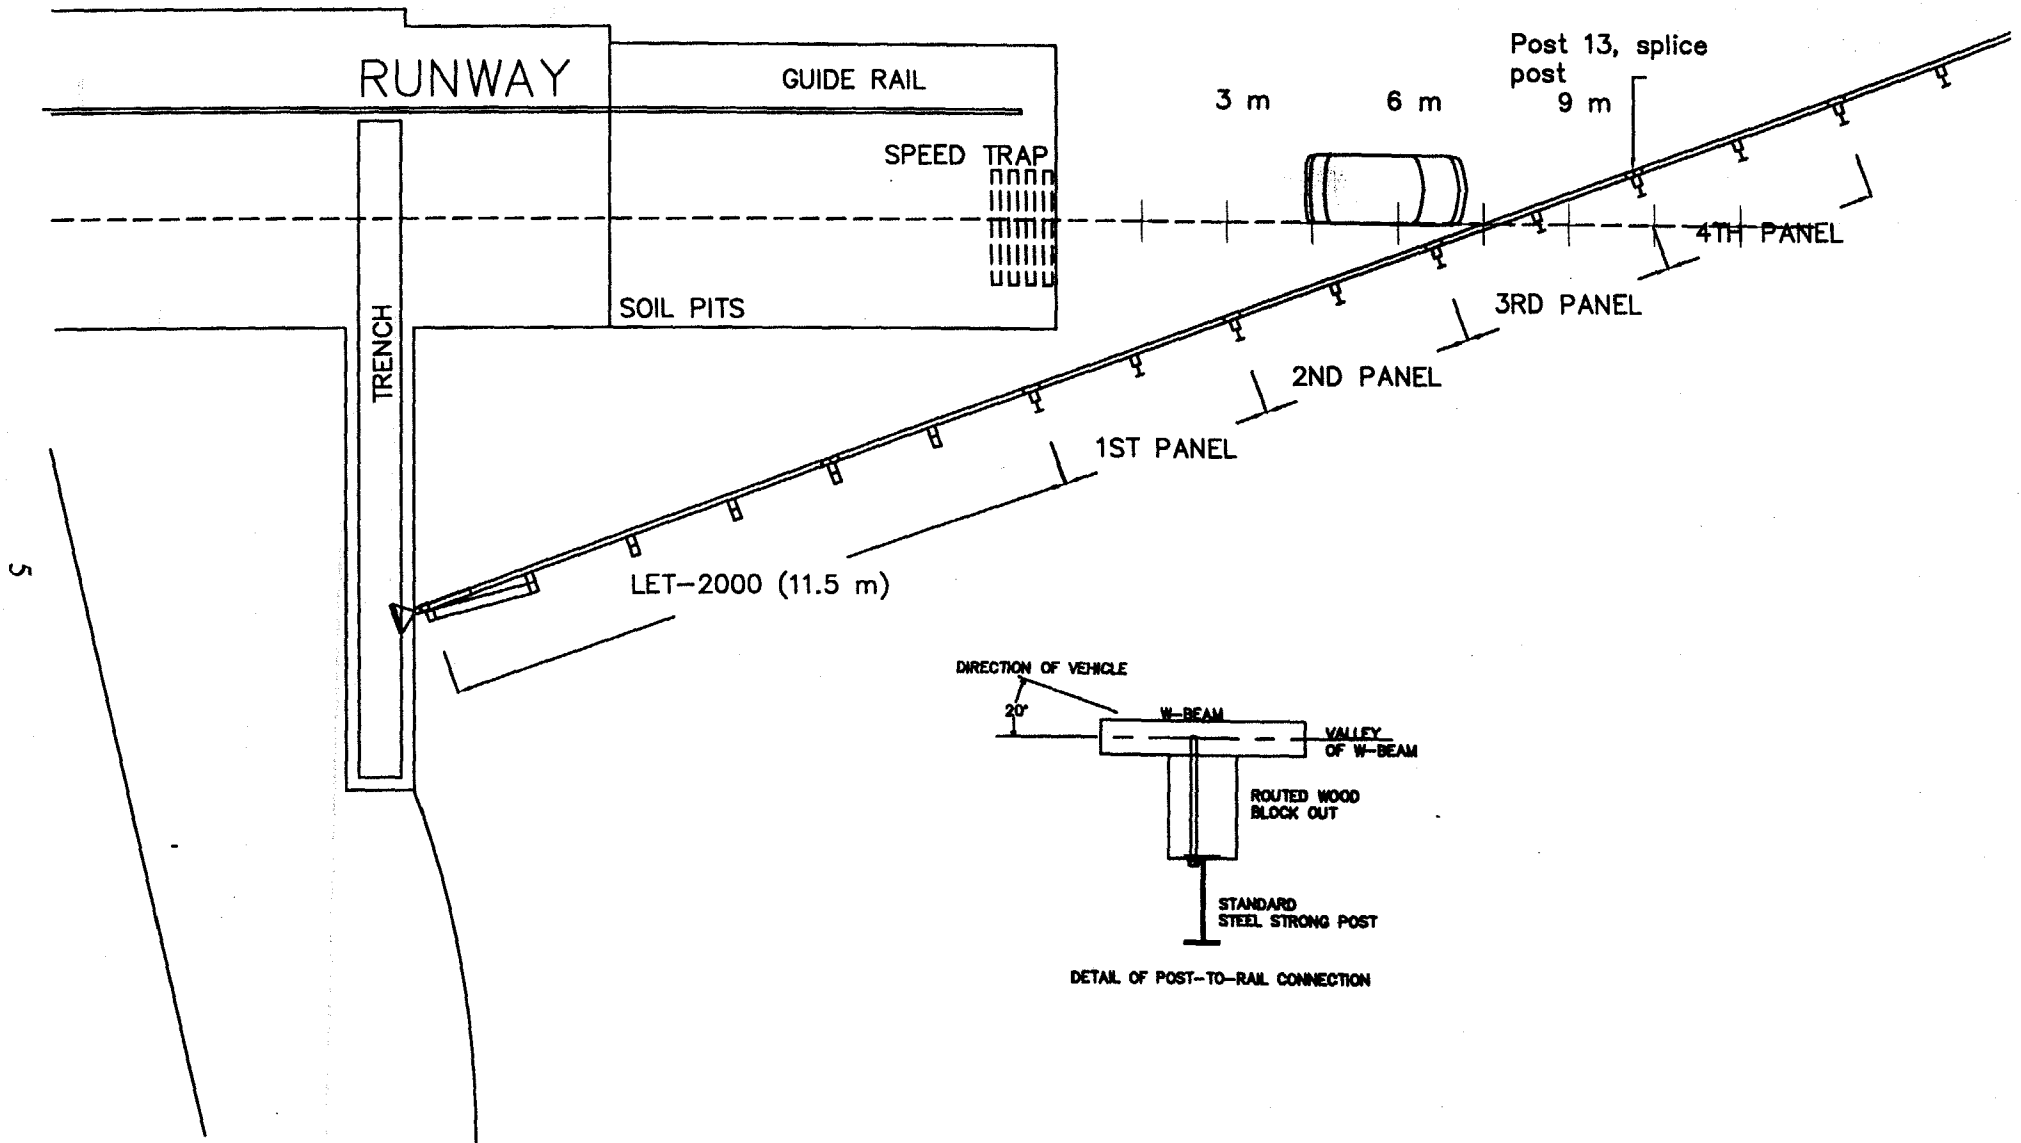 RUNWAY
GUIDE RAIL
Post 13, splice
post
3 m
6 m
9 m
SPEED TRAP
4TH PANEL
SOIL PITS
3RD PANEL
TRENCH
2ND PANEL
1ST PANEL
5
LET-2000 (11.5 m)
DIRECTION OF VEHICLE
20°
W-BEAM
VALLEY
OF W-BEAM
ROUTED WOOD
BLOCK OUT
STANDARD
STEEL STRONG POST
DETAIL OF POST-TO-RAIL CONNECTION